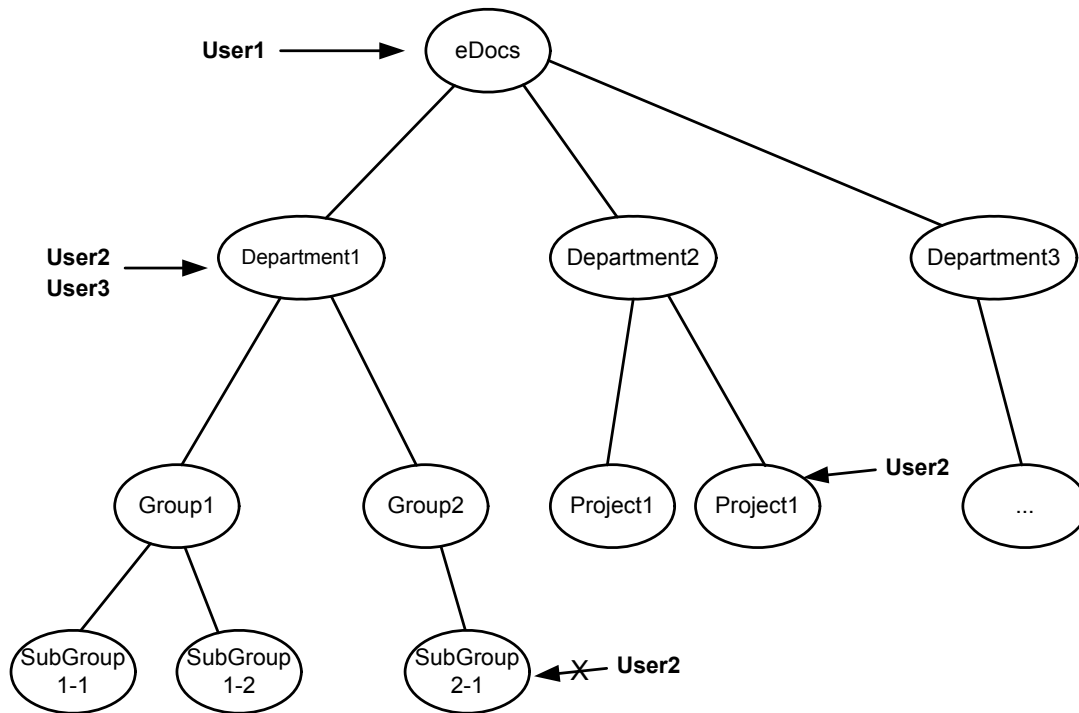 User1
eDocs
User2
User3
Department1
Department2
Department3
Group1
Group2
Project1
Project1
User2
...
SubGroup
1-1
SubGroup
1-2
SubGroup
2-1
X
User2